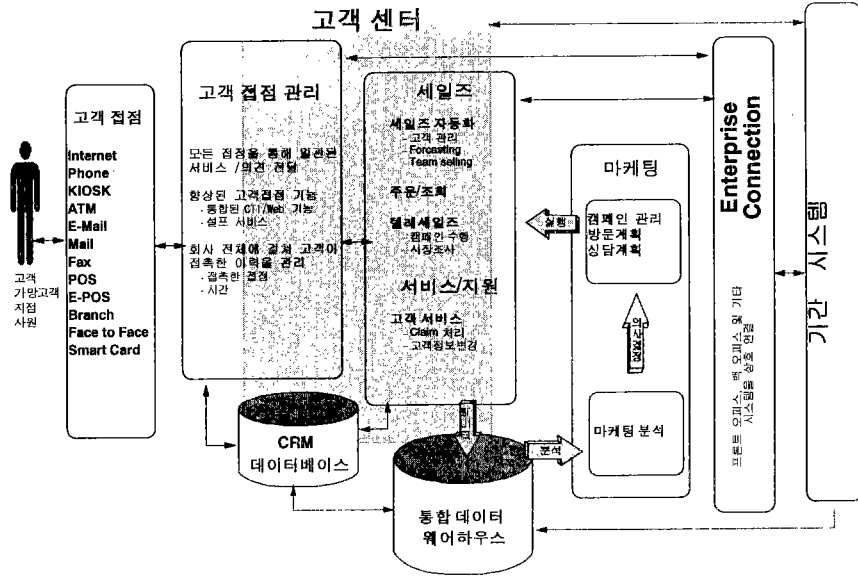 고객 센터
고객
가망고객
지점
사원
고객 접점
Internet
Phone
KIOSK
ATM
E-Mail
Mail
Fax
POS
E-POS
Branch
Face to Face
Smart Card
고객 접점 관리
모든 접점을 통해 일관된
서비스 /의견 전달
향상된 고객접점 기능
· 통합된 CTI/Web 기능
· 셀프 서비스
회사 전체에 걸쳐 고객이
접촉한 이력을 관리
· 접촉한 접점
· 시간
세일즈
세일즈 자동화
· 고객 관리
Forcasting
Team selling
주문/조회
텔레세일즈
· 캠페인 수행
· 시장조사
서비스/지원
고객 서비스
Claim 처리
· 고객정보변경
CRM
데이터베이스
통합 데이터
웨어하우스
분석
실행
마케팅
캠페인 관리
방문계획
상담계획
의사결정
마케팅 분석
Enterprise
Connection
프론트 오피스, 백 오피스 및 기타
시스템을 상호 연결
기간 시스템